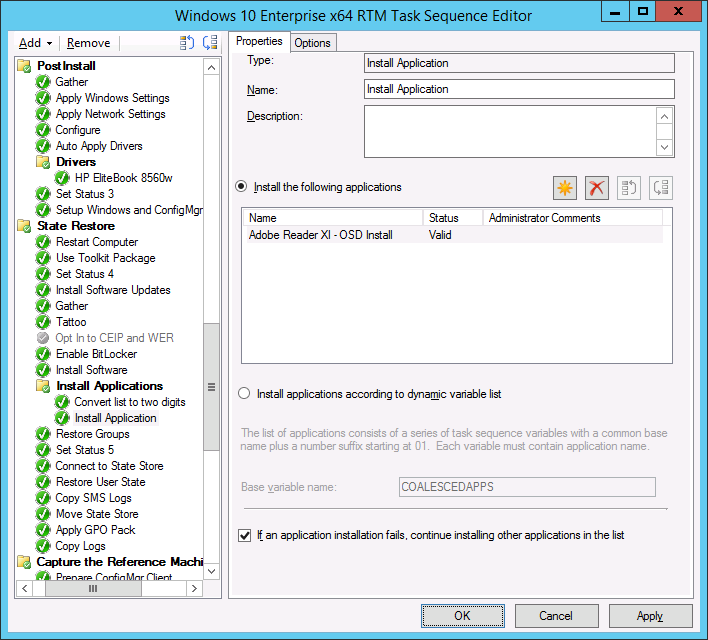 Windows 10 Enterprise x64 RTM Task Sequence Editor
Add
Remove
PostInstall
Gather
Apply Windows Settings
Apply Network Settings
Configure
Auto Apply Drivers
Drivers
HP EliteBook 8560w
Set Status 3
Setup Windows and ConfigMgr
State Restore
Restart Computer
Use Toolkit Package
Set Status 4
Install Software Updates
Gather
Tattoo
Opt In to CEIP and WER
Enable BitLocker
Install Software
Install Applications
Convert list to two digits
Install Application
Restore Groups
Set Status 5
Connect to State Store
Restore User State
Copy SMS Logs
Move State Store
Apply GPO Pack
Copy Logs
Capture the Reference Machi
Prepare ConfigMgr Client
Properties Options
Type: Install Application
Name: Install Application
Description:
Install the following applications
Name Status Administrator Comments
Adobe Reader XI - OSD Install Valid
Install applications according to dynamic variable list
The list of applications consists of a series of task sequence variables with a common base
name plus a number suffix starting at 01. Each variable must contain application name.
Base variable name: COALESCEDAPPS
If an application installation fails, continue installing other applications in the list
OK Cancel Apply